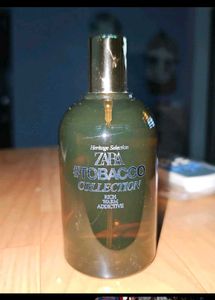 Heritage Selection
ZARA
#TOBACCO
COLLECTION
RICH
WARM
ADDICTIVE